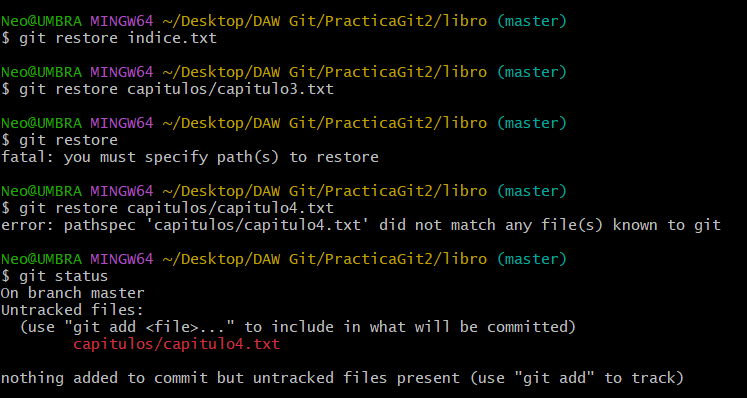 Neo@UMBRA MINGW64 ~/Desktop/DAW Git/PracticaGit2/libro (master)
$ git restore indice.txt
Neo@UMBRA MINGW64 ~/Desktop/DAW Git/PracticaGit2/libro (master)
$ git restore capitulos/capitulo3.txt
Neo@UMBRA MINGW64 ~/Desktop/DAW Git/PracticaGit2/libro (master)
$ git restore
fatal: you must specify path(s) to restore
Neo@UMBRA MINGW64 ~/Desktop/DAW Git/PracticaGit2/libro (master)
$ git restore capitulos/capitulo4.txt
error: pathspec 'capitulos/capitulo4.txt' did not match any file(s) known to git
Neo@UMBRA MINGW64 ~/Desktop/DAW Git/PracticaGit2/libro (master)
$ git status
On branch master
Untracked files:
  (use "git add <file>..." to include in what will be committed)
        capitulos/capitulo4.txt
nothing added to commit but untracked files present (use "git add" to track)